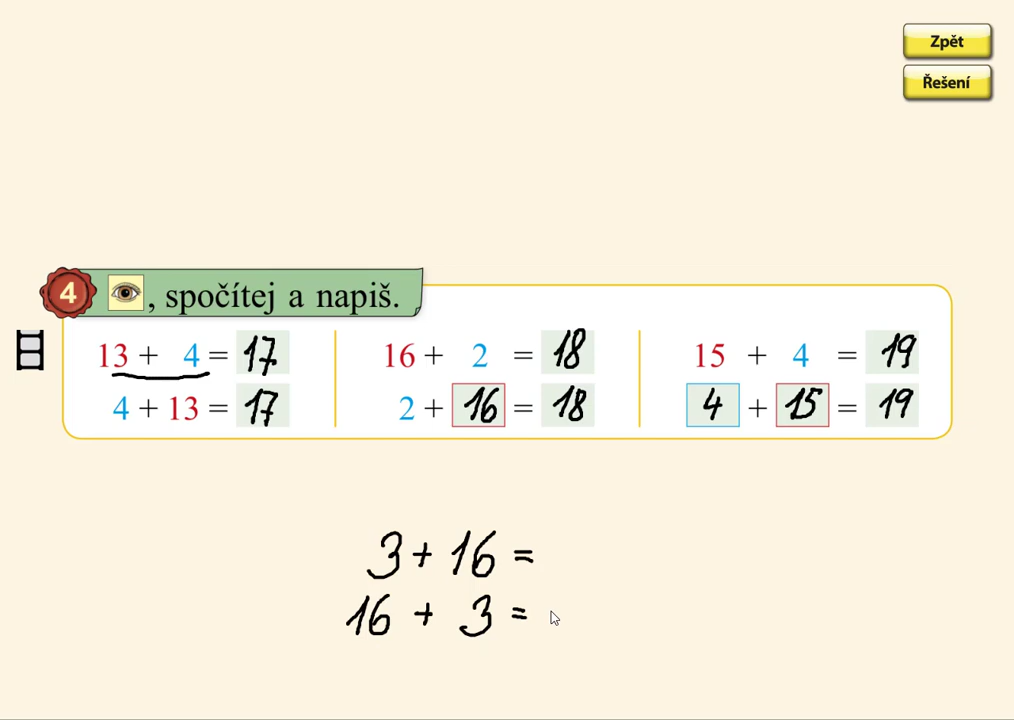 Zpět
Řešení
4 , spočítej a napiš.
13 + 4 = 17
4 + 13 = 17
16 + 2 = 18
2 + 16 = 18
15 + 4 = 19
4 + 15 = 19
3 + 16 =
16 + 3 =